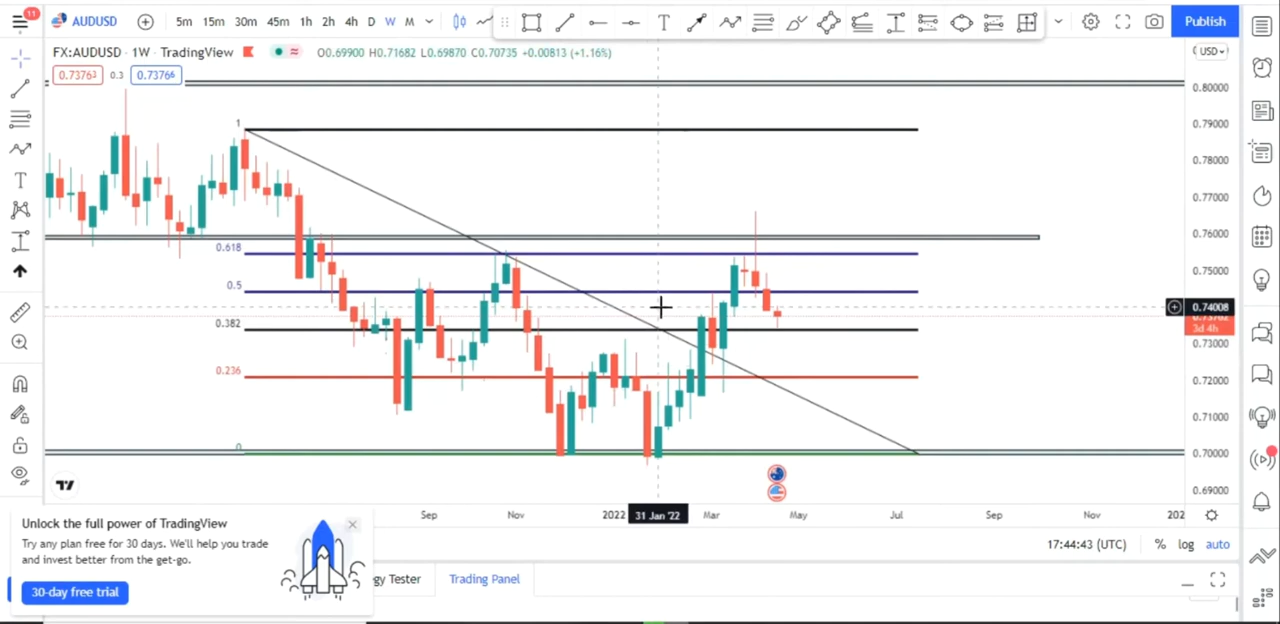 11
AUDUSD
5m 15m 30m 45m 1h 2h 4h D W M
T
Publish
FX:AUDUSD · 1W · TradingView
O0.69900 H0.71682 L0.69870 C0.70735 +0.00813 (+1.16%)
USD
0.73763 0.3 0.73766
0.80000
0.79000
0.78000
0.77000
0.76000
0.75000
0.74008
3d 4h
0.73000
0.72000
0.71000
0.70000
0.69000
1
0.618
0.5
0.382
0.236
0
Sep Nov 2022 31 Jan '22 Mar May Jul Sep Nov 202
Unlock the full power of TradingView
Try any plan free for 30 days. We'll help you trade
and invest better from the get-go.
30-day free trial
17:44:43 (UTC) % log auto
gy Tester Trading Panel